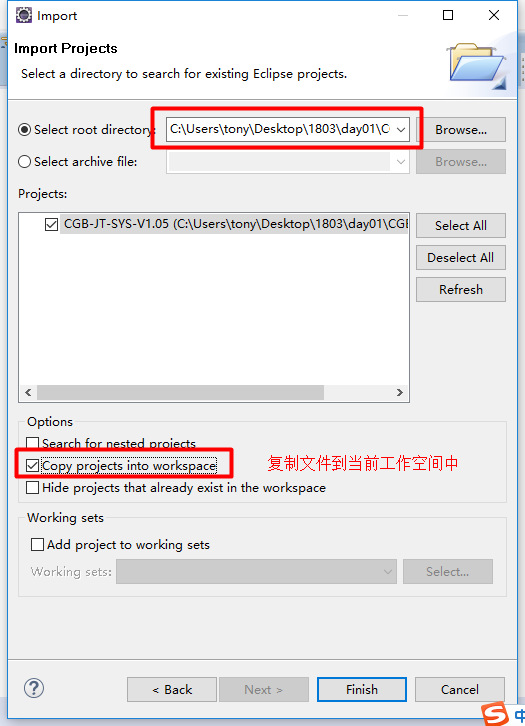 Import
Import Projects
Select a directory to search for existing Eclipse projects.
Select root directory:
C:\Users\tony\Desktop\1803\day01\C
Browse...
Select archive file:
Browse...
Projects:
CGB-JT-SYS-V1.05 (C:\Users\tony\Desktop\1803\day01\CGB
Select All
Deselect All
Refresh
Options
Search for nested projects
Copy projects into workspace
复制文件到当前工作空间中
Hide projects that already exist in the workspace
Working sets
Add project to working sets
Working sets:
Select...
?
< Back
Next >
Finish
Cancel
S